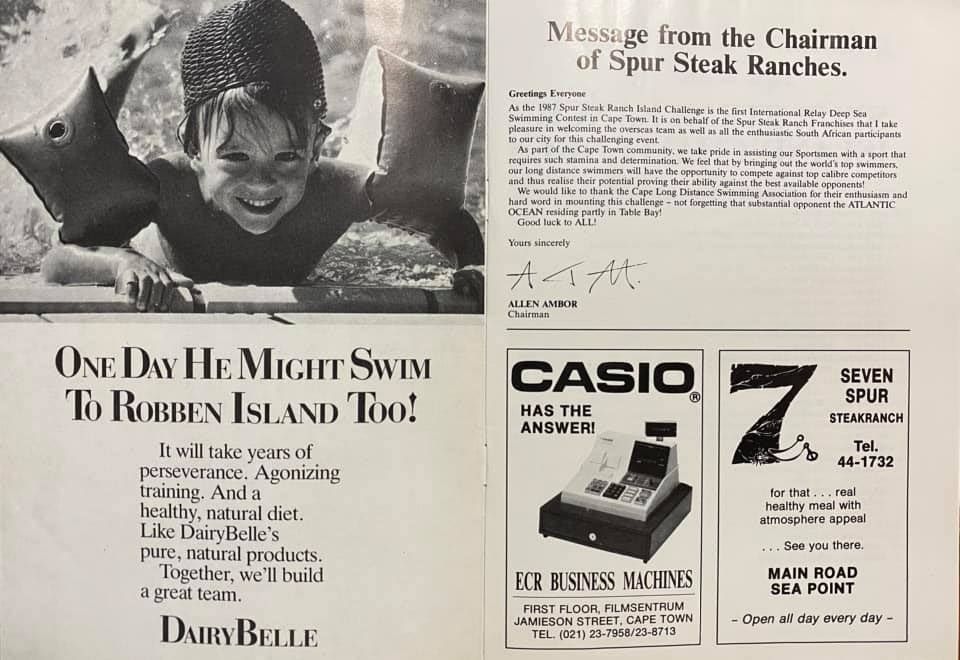 ONE DAY HE MIGHT SWIM
TO ROBBEN ISLAND TOO!
It will take years of
perseverance. Agonizing
training. And a
healthy, natural diet.
Like DairyBelle's
pure, natural products.
Together, we'll build
a great team.
DAIRYBELLE
Message from the Chairman
of Spur Steak Ranches.
Greetings Everyone
As the 1987 Spur Steak Ranch Island Challenge is the first International Relay Deep Sea
Swimming Contest in Cape Town. It is on behalf of the Spur Steak Ranch Franchises that I take
pleasure in welcoming the overseas team as well as all the enthusiastic South African participants
to our city for this challenging event.
As part of the Cape Town community, we take pride in assisting our Sportsmen with a sport that
requires such stamina and determination. We feel that by bringing out the world's top swimmers,
our long distance swimmers will have the opportunity to compete against top calibre competitors
and thus realise their potential proving their ability against the best available opponents!
We would like to thank the Cape Long Distance Swimming Association for their enthusiasm and
hard word in mounting this challenge – not forgetting that substantial opponent the ATLANTIC
OCEAN residing partly in Table Bay!
Good luck to ALL!
Yours sincerely
ALLEN AMBOR
Chairman
CASIO®
HAS THE
ANSWER!
ECR BUSINESS MACHINES
FIRST FLOOR, FILMSENTRUM
JAMIESON STREET, CAPE TOWN
TEL. (021) 23-7958/23-8713
7
SEVEN
SPUR
STEAKRANCH
Tel.
44-1732
for that . . . real
healthy meal with
atmosphere appeal
. . . See you there.
MAIN ROAD
SEA POINT
– Open all day every day –